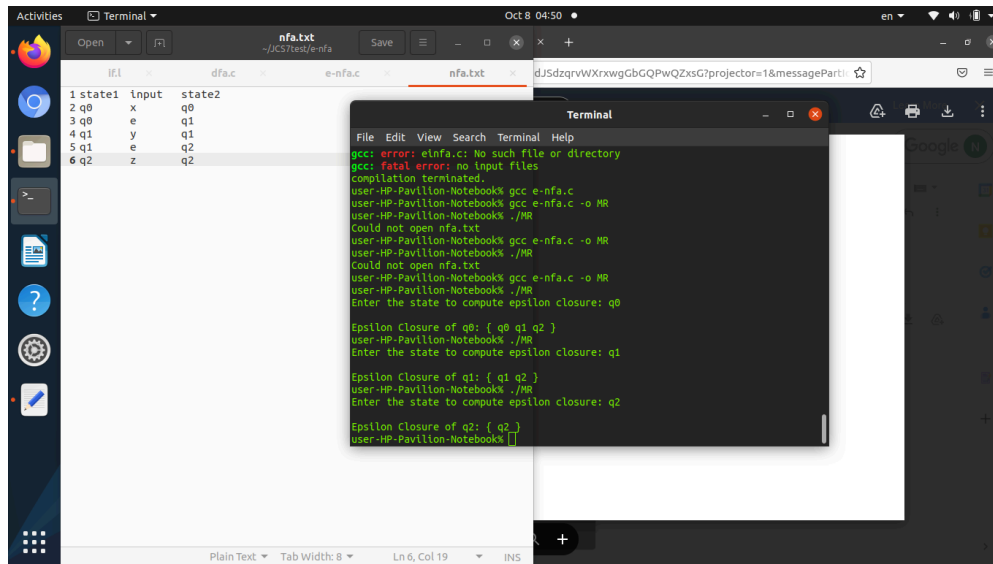 Activities Terminal Oct 8 04:50 en
Open nfa.txt Save
~/JCS7test/e-nfa
lf.l dfa.c e-nfa.c nfa.txt
dJSdzqrvWXrxwgGbGQPwQZxsG?projector=1&messagePartI
1 state1 input state2
2 q0 x q0
3 q0 e q1
4 q1 y q1
5 q1 e q2
6 q2 z q2
Google N
Terminal
File Edit View Search Terminal Help
gcc: error: einfa.c: No such file or directory
gcc: fatal error: no input files
compilation terminated.
user-HP-Pavilion-Notebook% gcc e-nfa.c
user-HP-Pavilion-Notebook% gcc e-nfa.c -o MR
user-HP-Pavilion-Notebook% ./MR
Could not open nfa.txt
user-HP-Pavilion-Notebook% gcc e-nfa.c -o MR
user-HP-Pavilion-Notebook% ./MR
Could not open nfa.txt
user-HP-Pavilion-Notebook% gcc e-nfa.c -o MR
user-HP-Pavilion-Notebook% ./MR
Enter the state to compute epsilon closure: q0
Epsilon Closure of q0: { q0 q1 q2 }
user-HP-Pavilion-Notebook% ./MR
Enter the state to compute epsilon closure: q1
Epsilon Closure of q1: { q1 q2 }
user-HP-Pavilion-Notebook% ./MR
Enter the state to compute epsilon closure: q2
Epsilon Closure of q2: { q2 }
user-HP-Pavilion-Notebook%
Plain Text Tab Width: 8 Ln 6, Col 19 INS